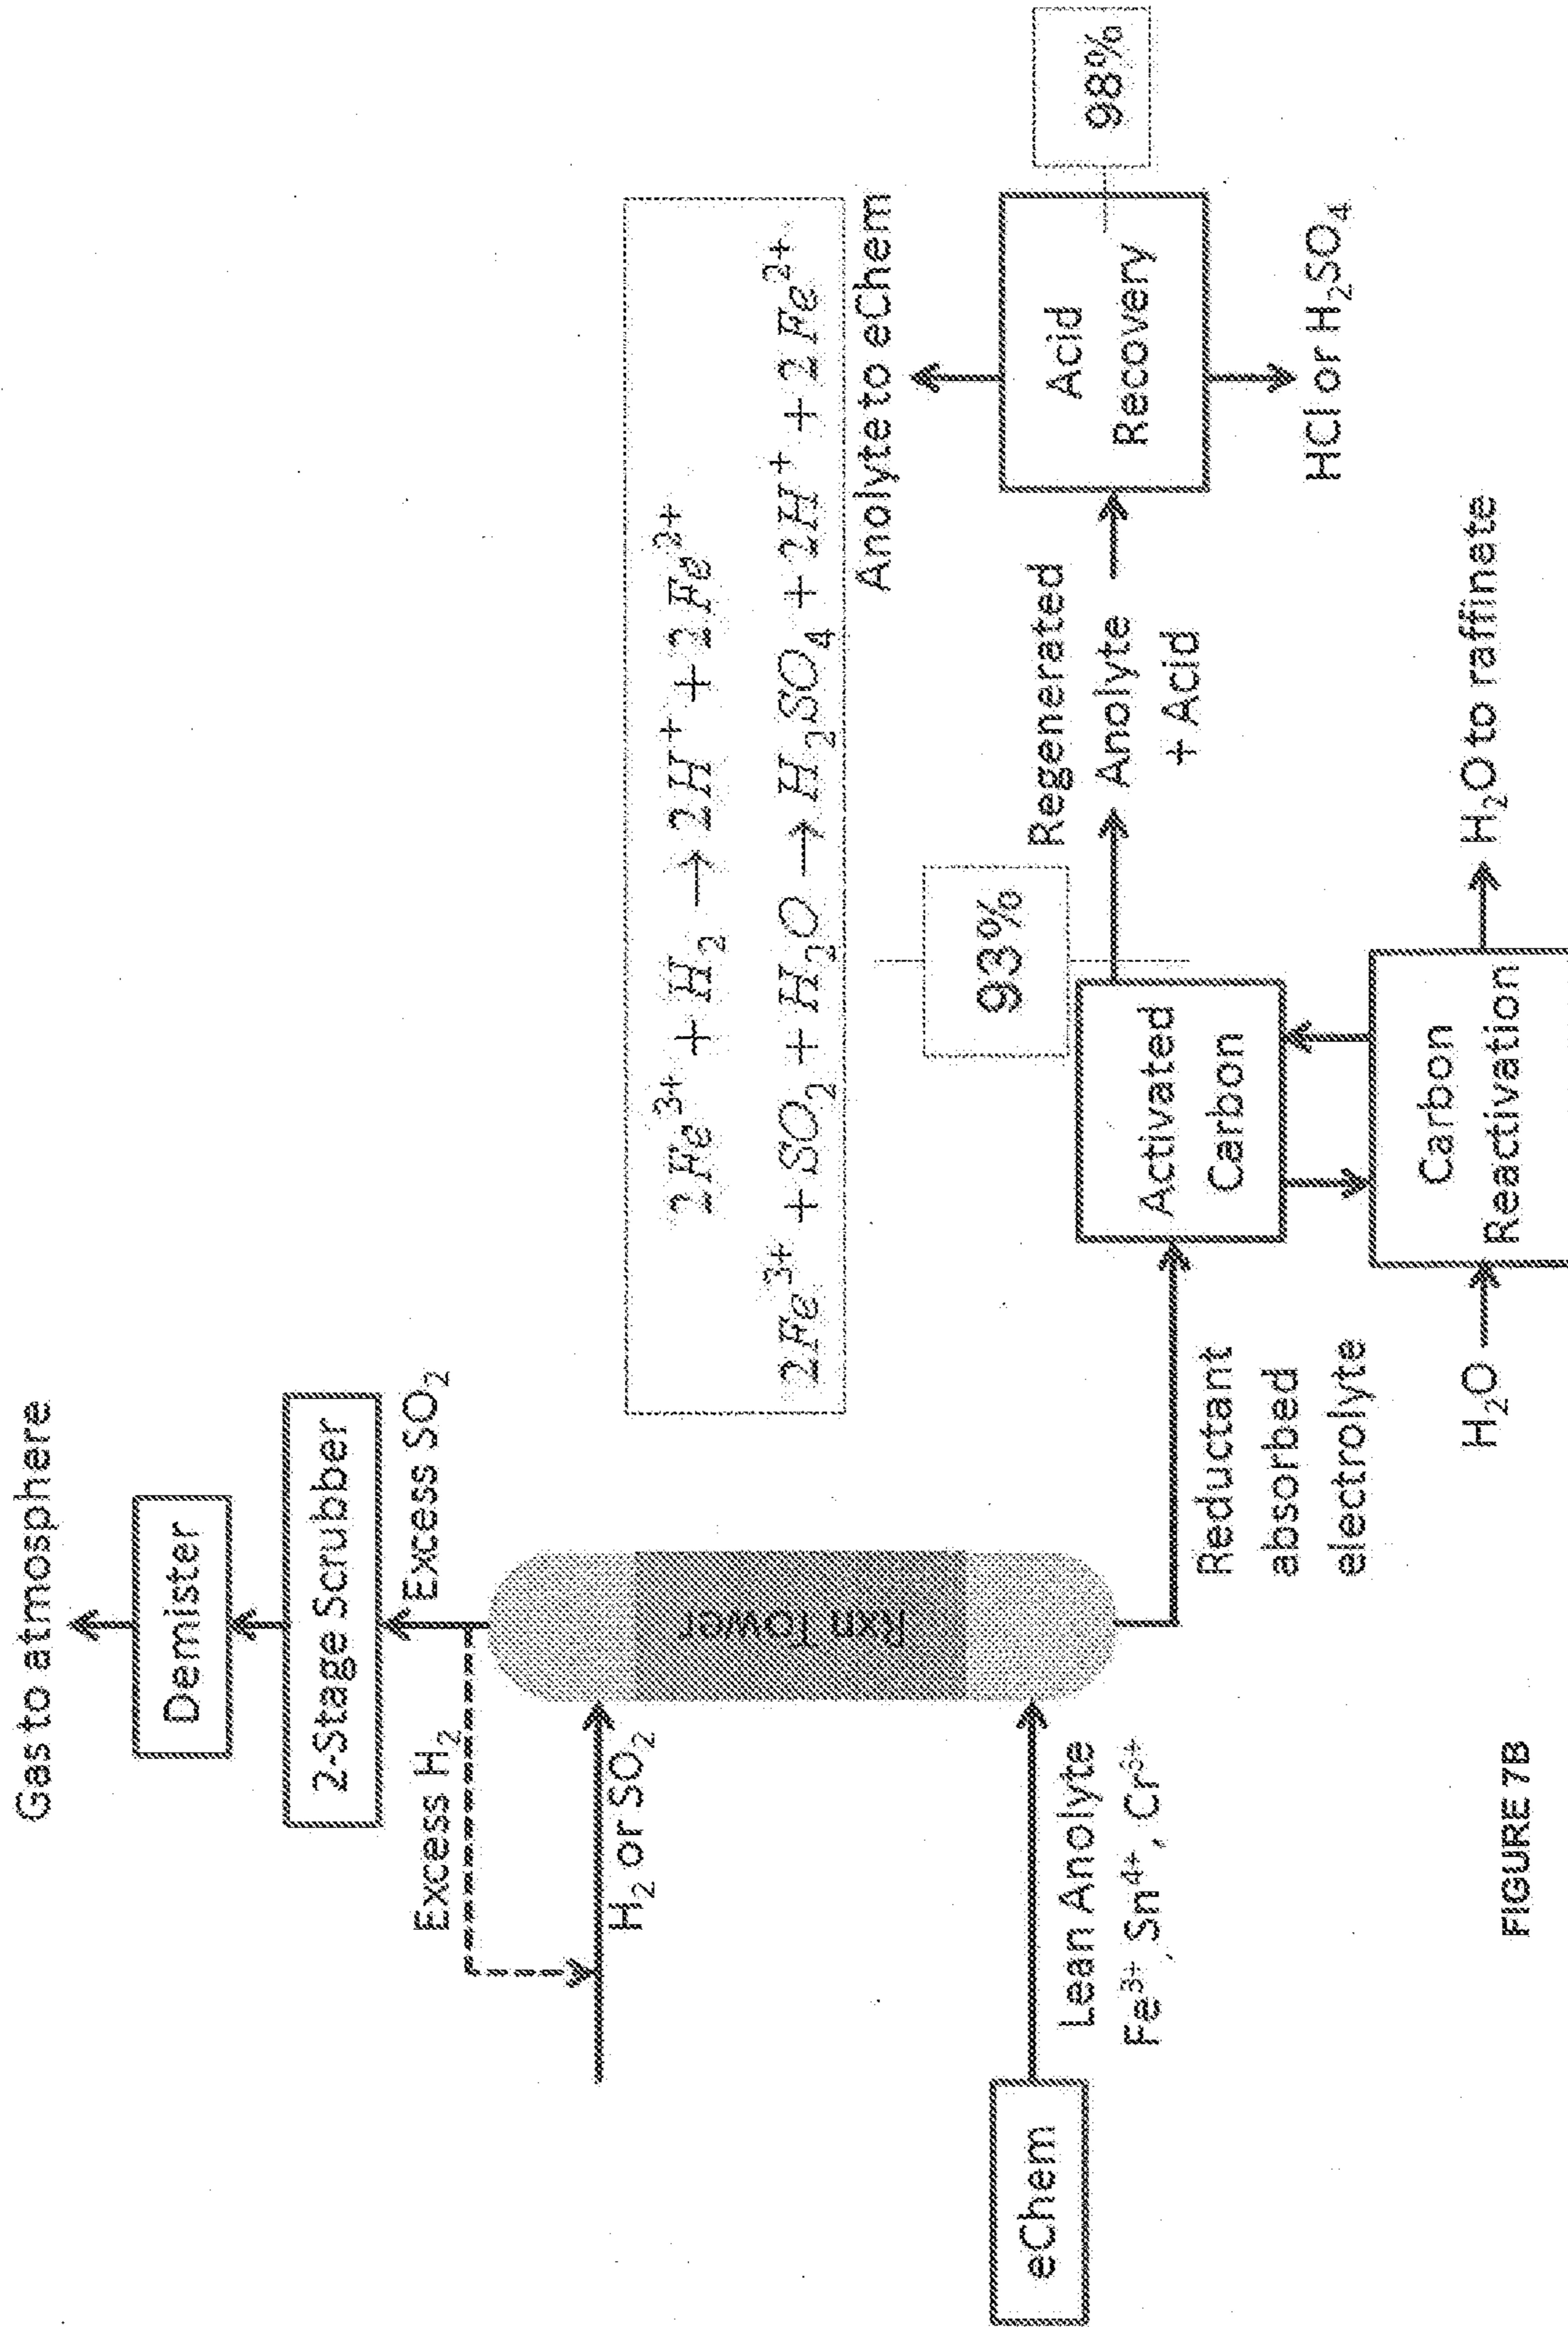 Gas to atmosphere
Demister
2-Stage Scrubber
Excess H₂
Excess SO₂
H₂ or SO₂
Rxn Tower
2Fe³⁺ + H₂ → 2H⁺ + 2Fe²⁺
2Fe³⁺ + SO₂ + H₂O → H₂SO₄ + 2H⁺ + 2Fe²⁺
Anolyte to eChem
93%
98%
eChem
Lean Anolyte
Fe³⁺, Sn⁴⁺, Cr³⁺
Reductant
absorbed
electrolyte
Activated
Carbon
Regenerated
Anolyte
+ Acid
Acid
Recovery
HCl or H₂SO₄
H₂O
Carbon
Reactivation
H₂O to raffinate
FIGURE 7B